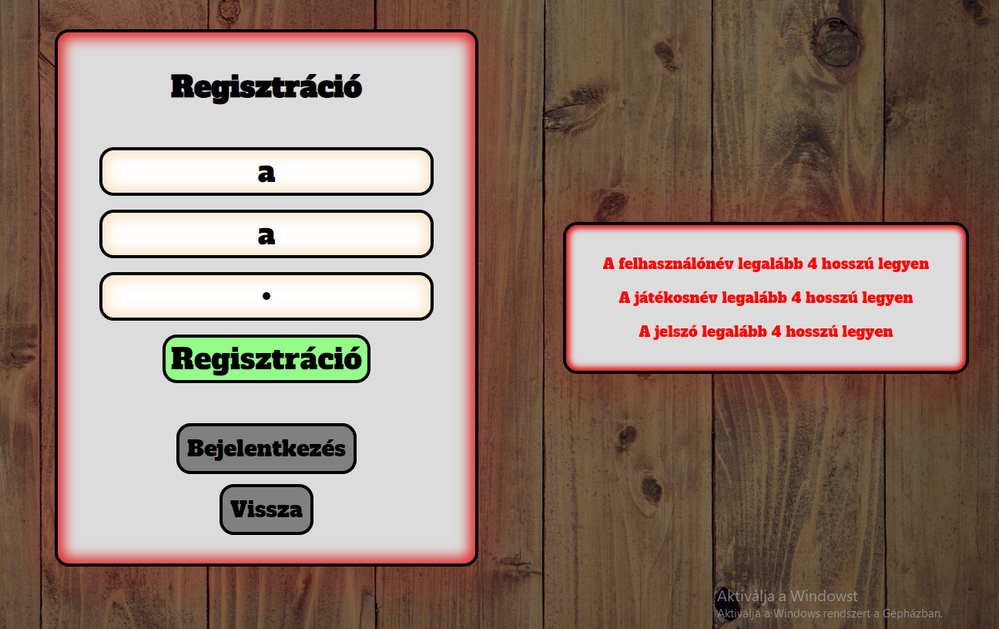 Regisztráció
a
a
•
Regisztráció
Bejelentkezés
Vissza
A felhasználónév legalább 4 hosszú legyen
A játékosnév legalább 4 hosszú legyen
A jelszó legalább 4 hosszú legyen
Aktiválja a Windowst
Aktiválja a Windows rendszert a Gépházban.